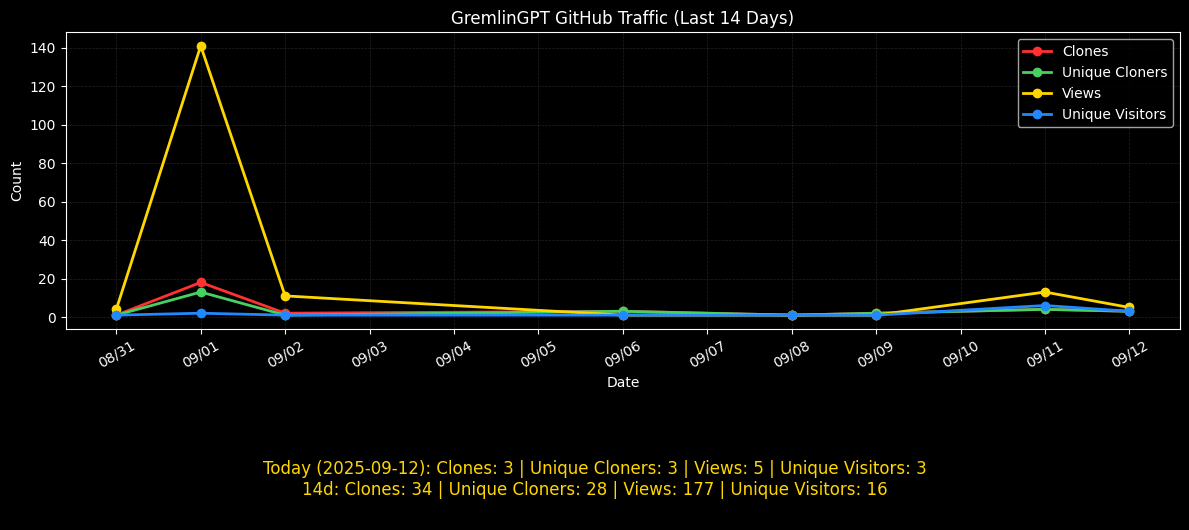 GremlinGPT GitHub Traffic (Last 14 Days)
140
120
100
80
60
40
20
0
Count
Clones
Unique Cloners
Views
Unique Visitors
08/31 09/01 09/02 09/03 09/04 09/05 09/06 09/07 09/08 09/09 09/10 09/11 09/12
Date
Today (2025-09-12): Clones: 3 | Unique Cloners: 3 | Views: 5 | Unique Visitors: 3
14d: Clones: 34 | Unique Cloners: 28 | Views: 177 | Unique Visitors: 16